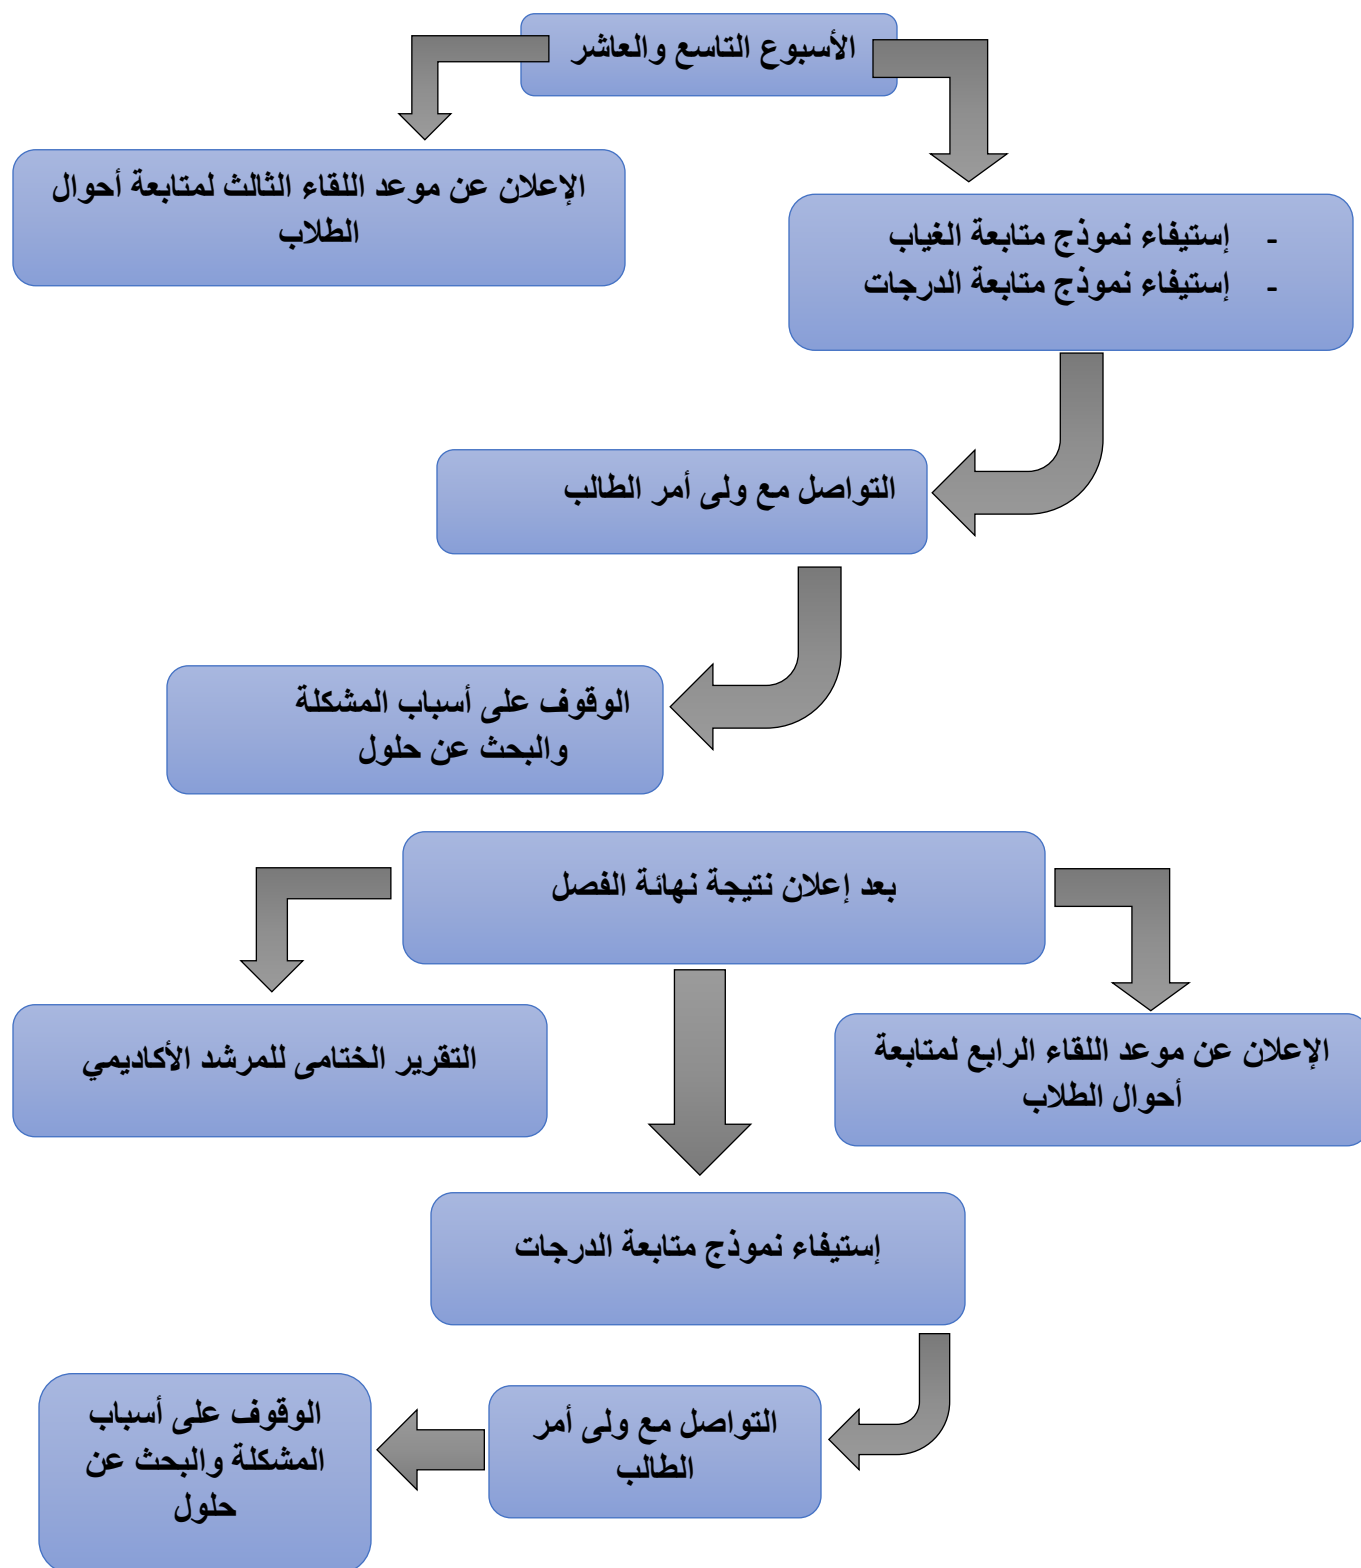 الأسبوع التاسع والعاشر
الإعلان عن موعد اللقاء الثالث لمتابعة أحوال
الطلاب
- إستيفاء نموذج متابعة الغياب
- إستيفاء نموذج متابعة الدرجات
التواصل مع ولى أمر الطالب
الوقوف على أسباب المشكلة
والبحث عن حلول
بعد إعلان نتيجة نهائة الفصل
الإعلان عن موعد اللقاء الرابع لمتابعة
أحوال الطلاب
التقرير الختامى للمرشد الأكاديمي
إستيفاء نموذج متابعة الدرجات
التواصل مع ولى أمر
الطالب
الوقوف على أسباب
المشكلة والبحث عن
حلول